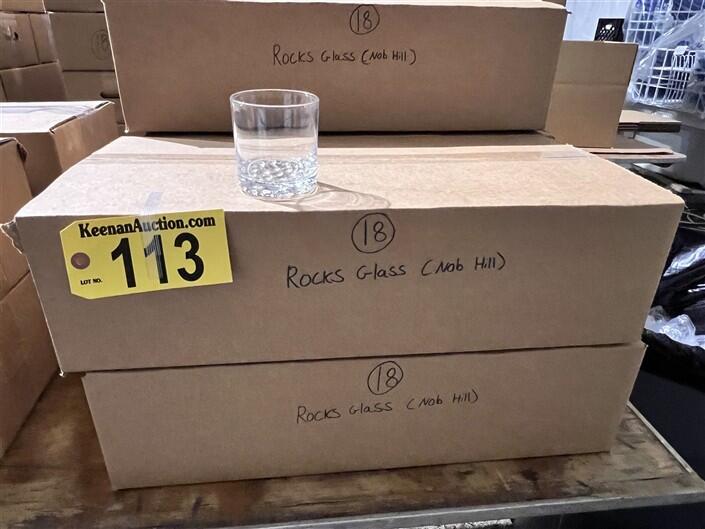 18
Rocks Glass (Nob Hill)
KeenanAuction.com
LOT NO. 113
18
Rocks Glass (Nob Hill)
18
Rocks Glass (Nob Hill)